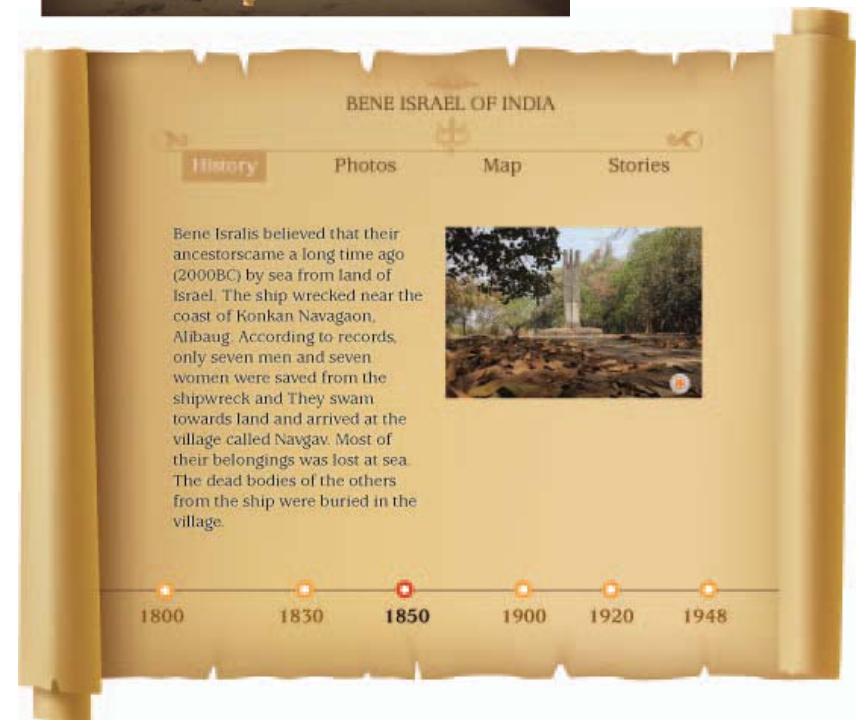 BENE ISRAEL OF INDIA
History Photos Map Stories
Bene Isralis believed that their
ancestorscame a long time ago
(2000BC) by sea from land of
Israel. The ship wrecked near the
coast of Konkan Navagaon,
Alibaug. According to records,
only seven men and seven
women were saved from the
shipwreck and They swam
towards land and arrived at the
village called Navgav. Most of
their belongings was lost at sea.
The dead bodies of the others
from the ship were buried in the
village.
1800 1830 1850 1900 1920 1948